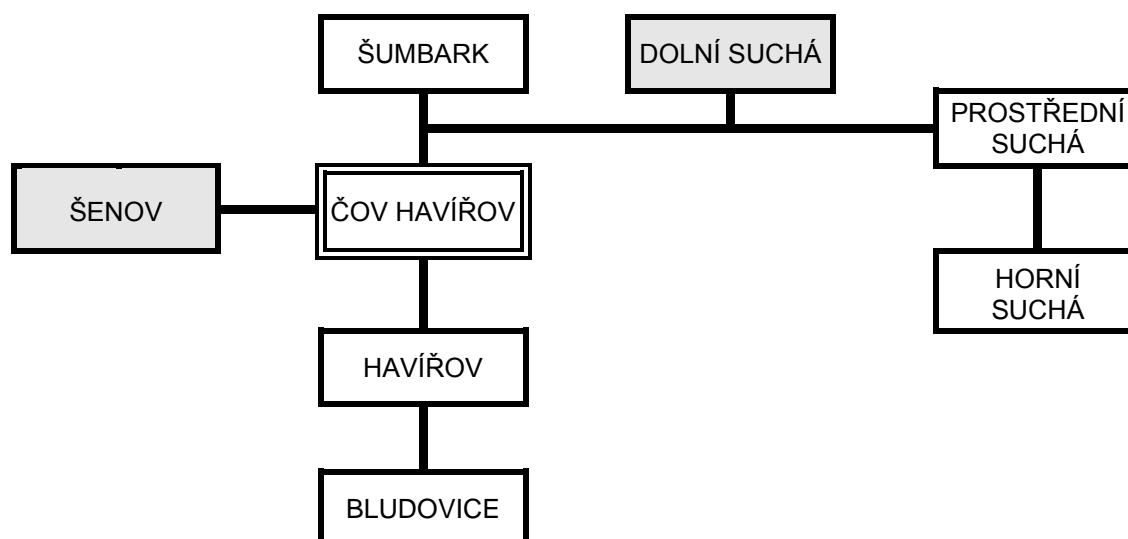 ŠUMBARK
DOLNÍ SUCHÁ
PROSTŘEDNÍ
SUCHÁ
ŠENOV
ČOV HAVÍŘOV
HORNÍ
SUCHÁ
HAVÍŘOV
BLUDOVICE